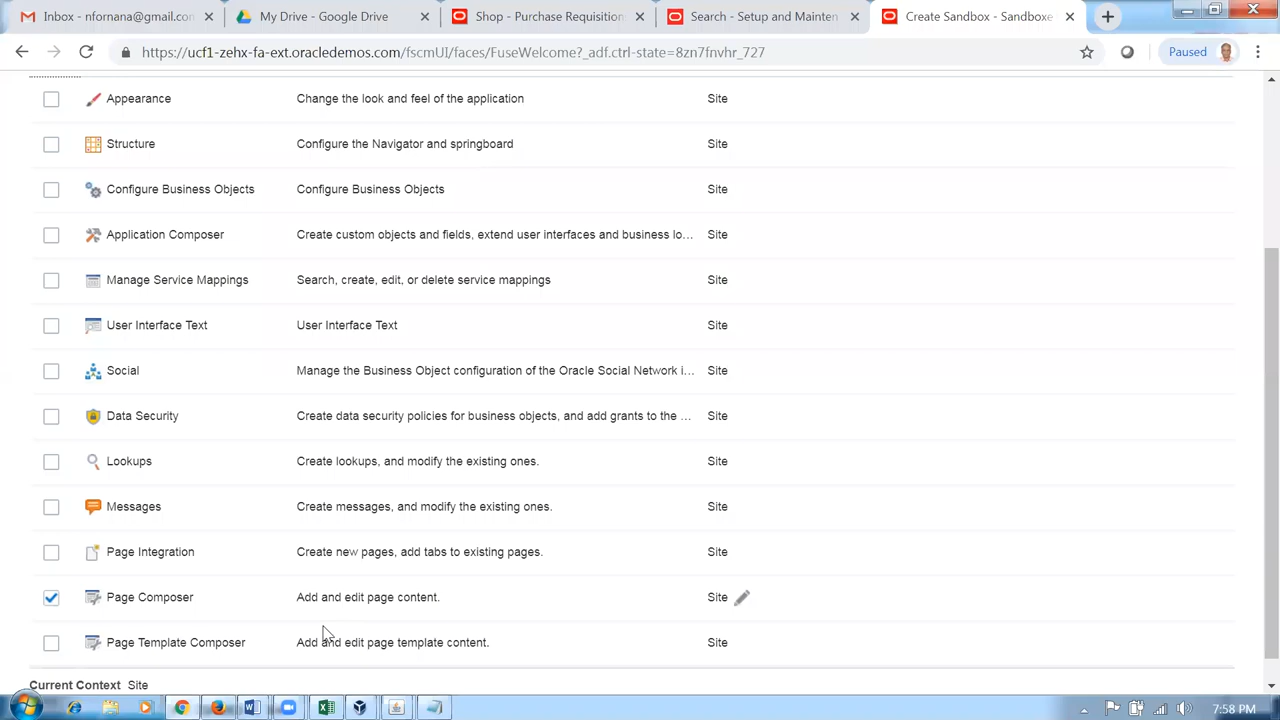 Inbox - nfornana@gmail.c
My Drive - Google Drive
Shop - Purchase Requisition
Search - Setup and Mainten
Create Sandbox - Sandboxe
https://ucf1-zehx-fa-ext.oracledemos.com/fscmUI/faces/FuseWelcome?_adf.ctrl-state=8zn7fnvhr_727
Paused
Appearance Change the look and feel of the application Site
Structure Configure the Navigator and springboard Site
Configure Business Objects Configure Business Objects Site
Application Composer Create custom objects and fields, extend user interfaces and business lo... Site
Manage Service Mappings Search, create, edit, or delete service mappings Site
User Interface Text User Interface Text Site
Social Manage the Business Object configuration of the Oracle Social Network i... Site
Data Security Create data security policies for business objects, and add grants to the ... Site
Lookups Create lookups, and modify the existing ones. Site
Messages Create messages, and modify the existing ones. Site
Page Integration Create new pages, add tabs to existing pages. Site
Page Composer Add and edit page content. Site
Page Template Composer Add and edit page template content. Site
Current Context Site
7:58 PM